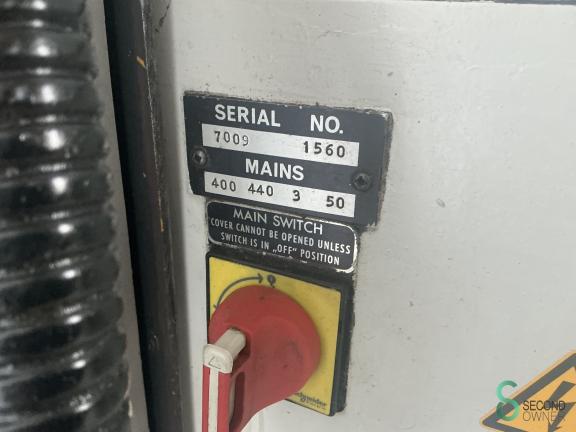 SERIAL NO.
7009 1560
MAINS
400 440 3 50
MAIN SWITCH
COVER CANNOT BE OPENED UNLESS
SWITCH IS IN „OFF" POSITION
SECOND
OWNER